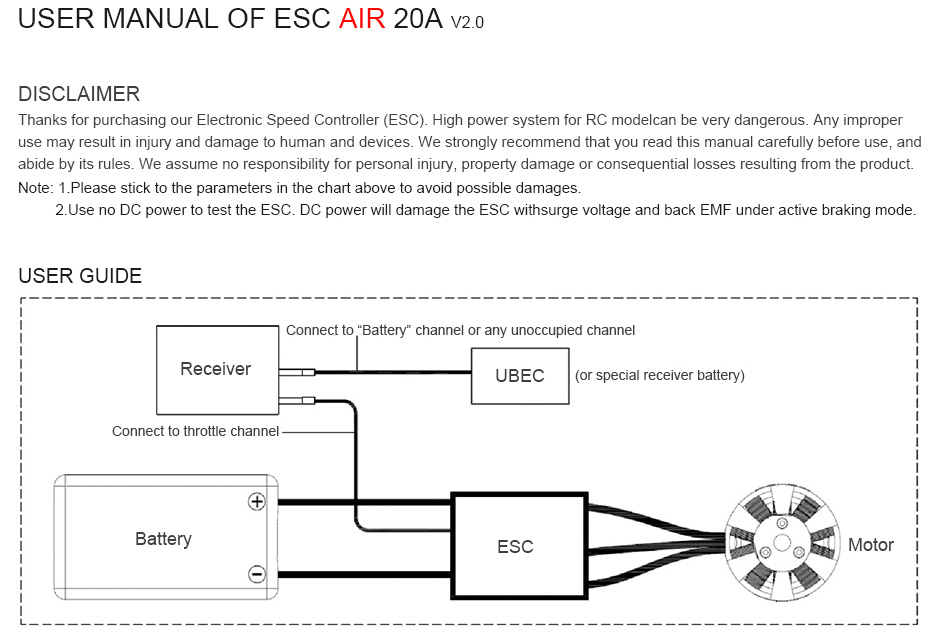 USER MANUAL OF ESC AIR 20A V2.0
DISCLAIMER
Thanks for purchasing our Electronic Speed Controller (ESC). High power system for RC modelcan be very dangerous. Any improper
use may result in injury and damage to human and devices. We strongly recommend that you read this manual carefully before use, and
abide by its rules. We assume no responsibility for personal injury, property damage or consequential losses resulting from the product.
Note: 1.Please stick to the parameters in the chart above to avoid possible damages.
2.Use no DC power to test the ESC. DC power will damage the ESC withsurge voltage and back EMF under active braking mode.
USER GUIDE
Connect to “Battery” channel or any unoccupied channel
Receiver
UBEC
(or special receiver battery)
Connect to throttle channel
+
Battery
ESC
Motor
−